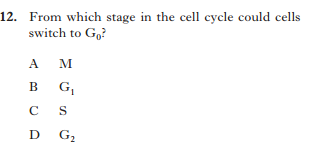 12. From which stage in the cell cycle could cells
switch to G₀?
A M
B G₁
C S
D G₂